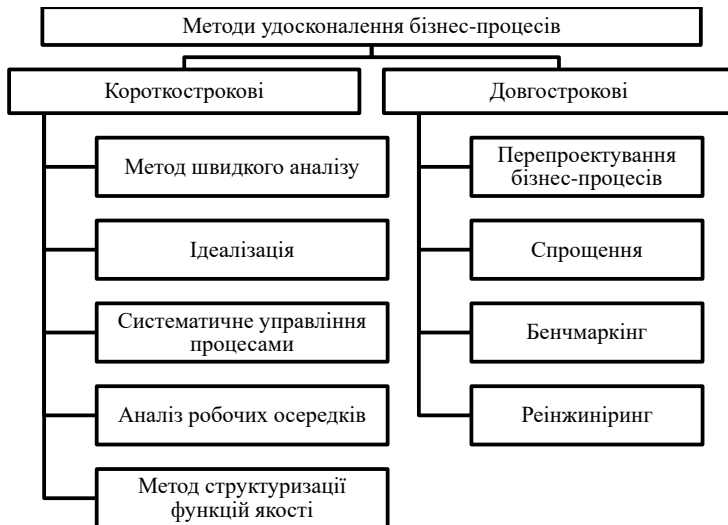 Методи удосконалення бізнес-процесів
Короткострокові
Довгострокові
Метод швидкого аналізу
Ідеалізація
Систематичне управління
процесами
Аналіз робочих осередків
Метод структуризації
функцій якості
Перепроектування
бізнес-процесів
Спрощення
Бенчмаркінг
Реінжиніринг